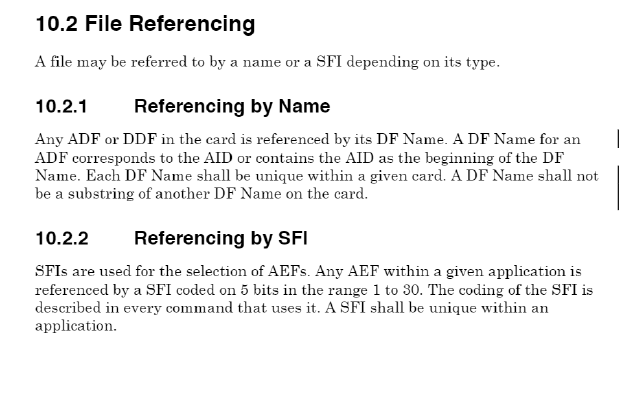 10.2 File Referencing
A file may be referred to by a name or a SFI depending on its type.
10.2.1 Referencing by Name
Any ADF or DDF in the card is referenced by its DF Name. A DF Name for an
ADF corresponds to the AID or contains the AID as the beginning of the DF
Name. Each DF Name shall be unique within a given card. A DF Name shall not
be a substring of another DF Name on the card.
10.2.2 Referencing by SFI
SFIs are used for the selection of AEFs. Any AEF within a given application is
referenced by a SFI coded on 5 bits in the range 1 to 30. The coding of the SFI is
described in every command that uses it. A SFI shall be unique within an
application.